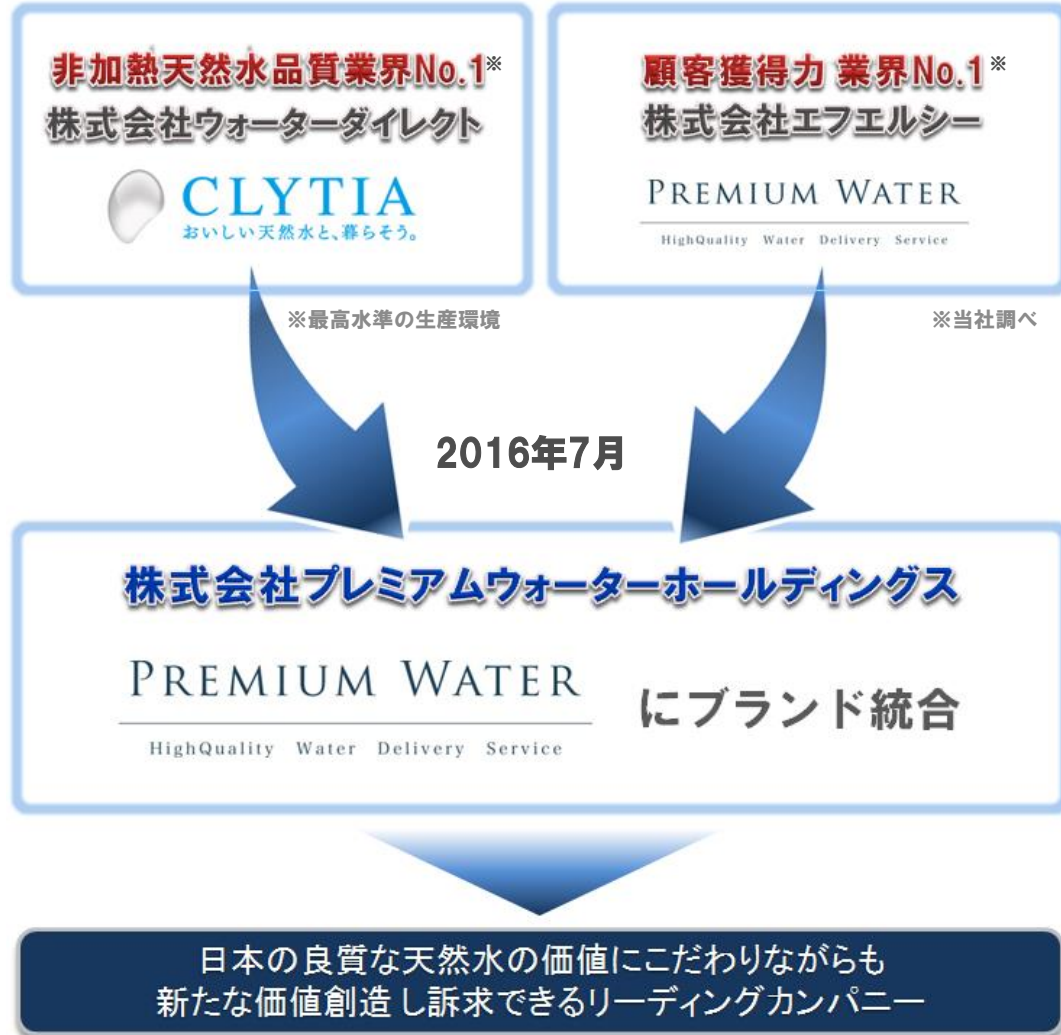 非加熱天然水品質業界No.1※
株式会社ウォーターダイレクト
CLYTIA
おいしい天然水と、暮らそう。
※最高水準の生産環境
顧客獲得力 業界No.1※
株式会社エフエルシー
PREMIUM WATER
HighQuality Water Delivery Service
※当社調べ
2016年7月
株式会社プレミアムウォーターホールディングス
PREMIUM WATER
HighQuality Water Delivery Service
にブランド統合
日本の良質な天然水の価値にこだわりながらも
新たな価値創造し訴求できるリーディングカンパニー